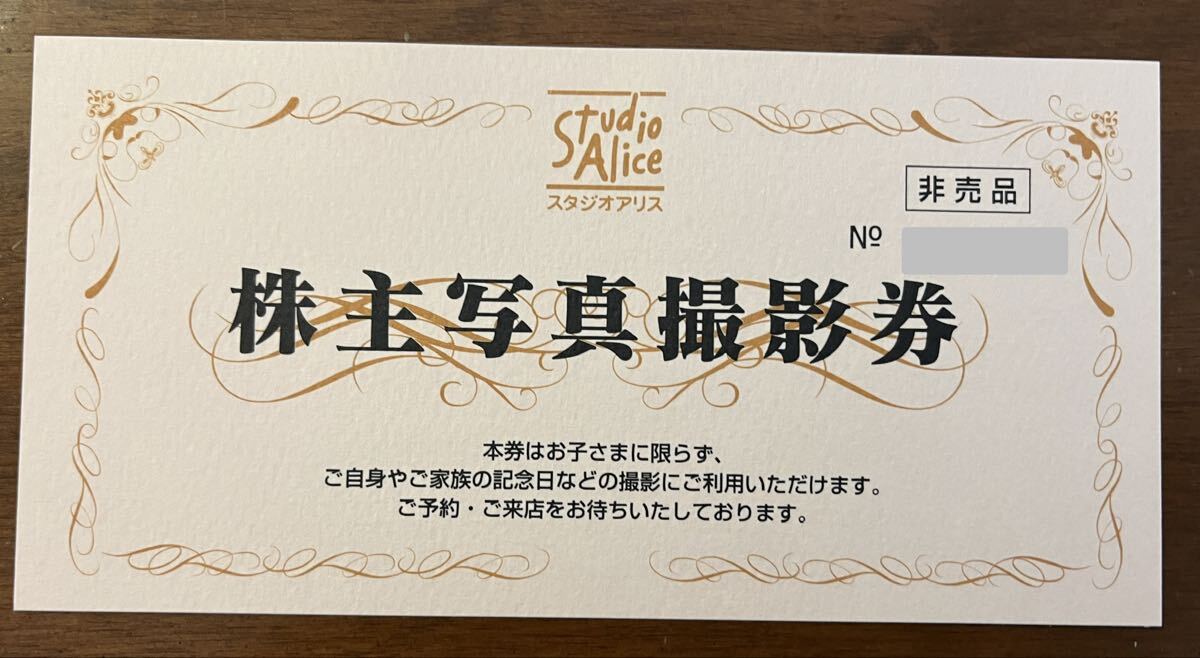 Studio
Alice
スタジオアリス
非売品
№
株主写真撮影券
本券はお子さまに限らず、
ご自身やご家族の記念日などの撮影にご利用いただけます。
ご予約・ご来店をお待ちいたしております。